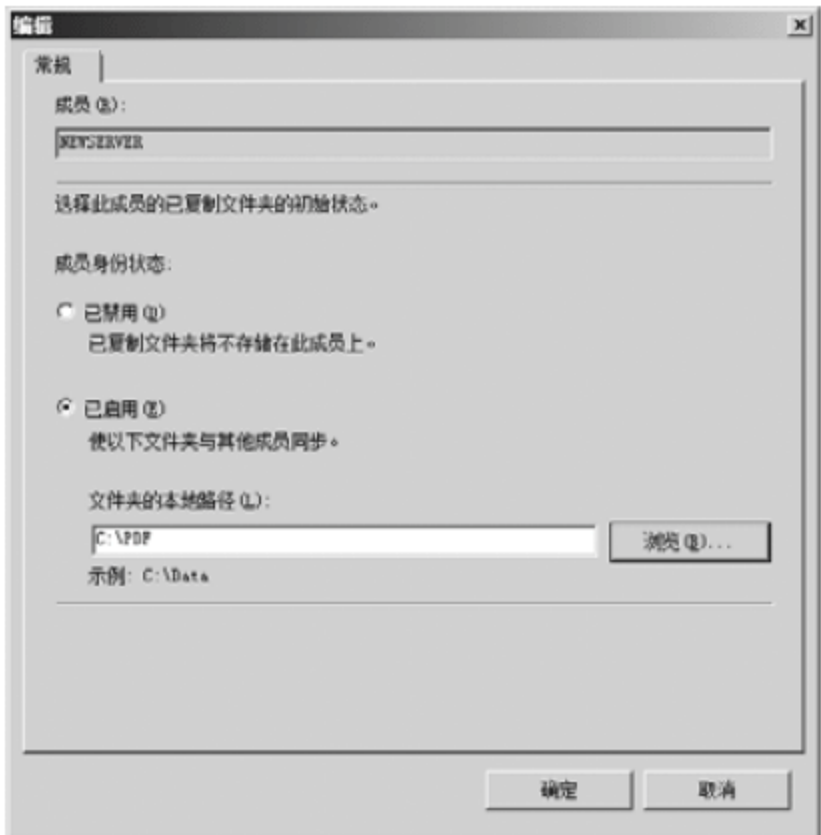 编辑
常规
成员(R):
NEWSERVER
选择此成员的已复制文件夹的初始状态。
成员身份状态:
已禁用(D)
已复制文件夹将不存储在此成员上。
已启用(E)
使以下文件夹与其他成员同步。
文件夹的本地路径(L):
C:\PDF
浏览(B)...
示例: C:\Data
确定
取消